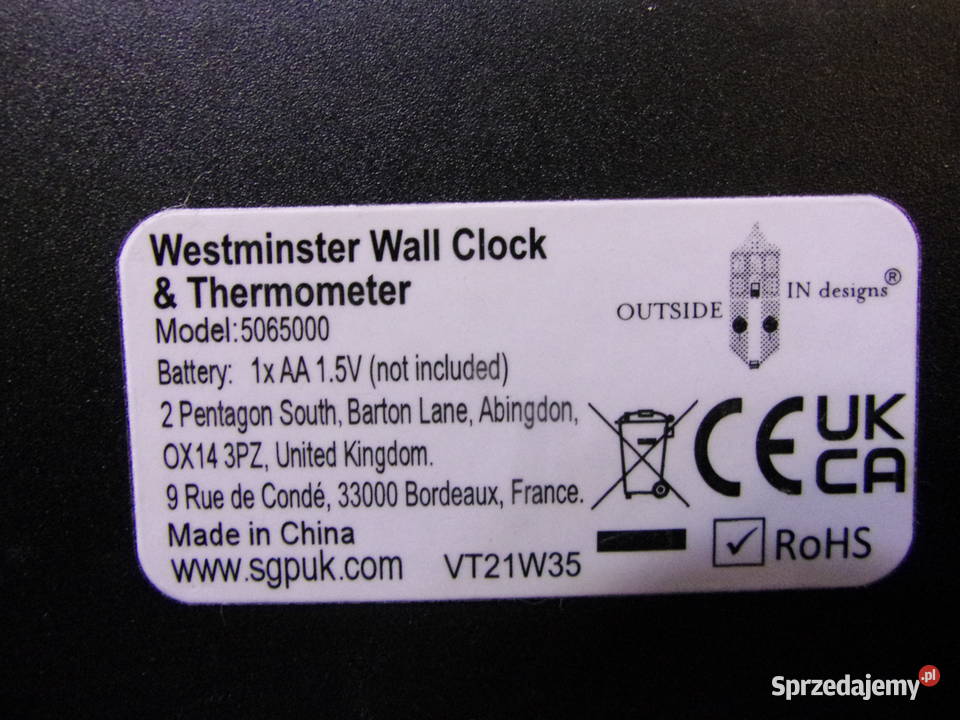 Westminster Wall Clock
& Thermometer
Model:5065000
Battery: 1x AA 1.5V (not included)
2 Pentagon South, Barton Lane, Abingdon,
OX14 3PZ, United Kingdom.
9 Rue de Condé, 33000 Bordeaux, France.
Made in China
www.sgpuk.com VT21W35
OUTSIDE IN designs®
CE UK CA
RoHS
Sprzedajemy.pl